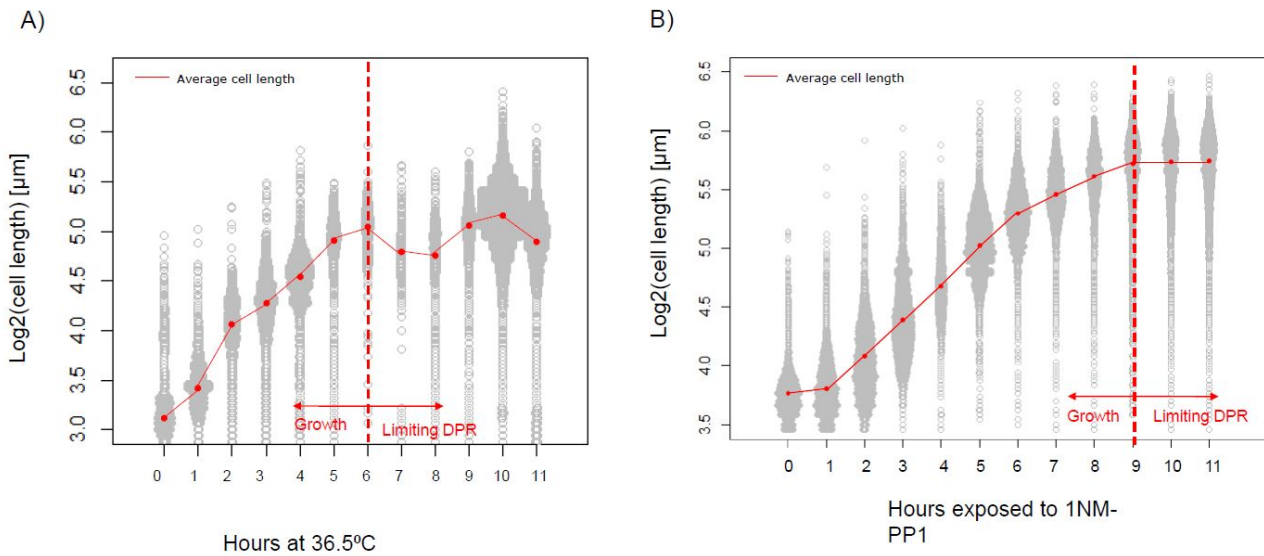 A)
Average cell length
Log2(cell length) [µm]
6.5
6.0
5.5
5.0
4.5
4.0
3.5
3.0
Growth
Limiting DPR
0 1 2 3 4 5 6 7 8 9 10 11
Hours at 36.5ºC
B)
Average cell length
Log2(cell length) [µm]
6.5
6.0
5.5
5.0
4.5
4.0
3.5
Growth
Limiting DPR
0 1 2 3 4 5 6 7 8 9 10 11
Hours exposed to 1NM-
PP1